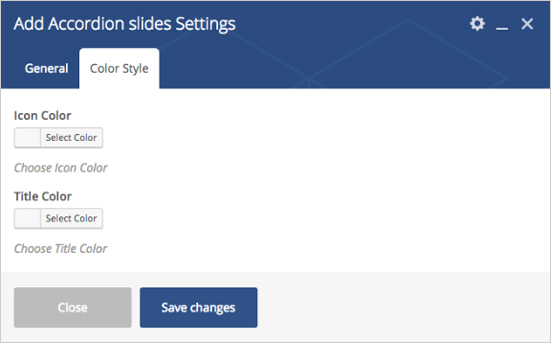 Add Accordion slides Settings
General Color Style
Icon Color
Select Color
Choose Icon Color
Title Color
Select Color
Choose Title Color
Close Save changes